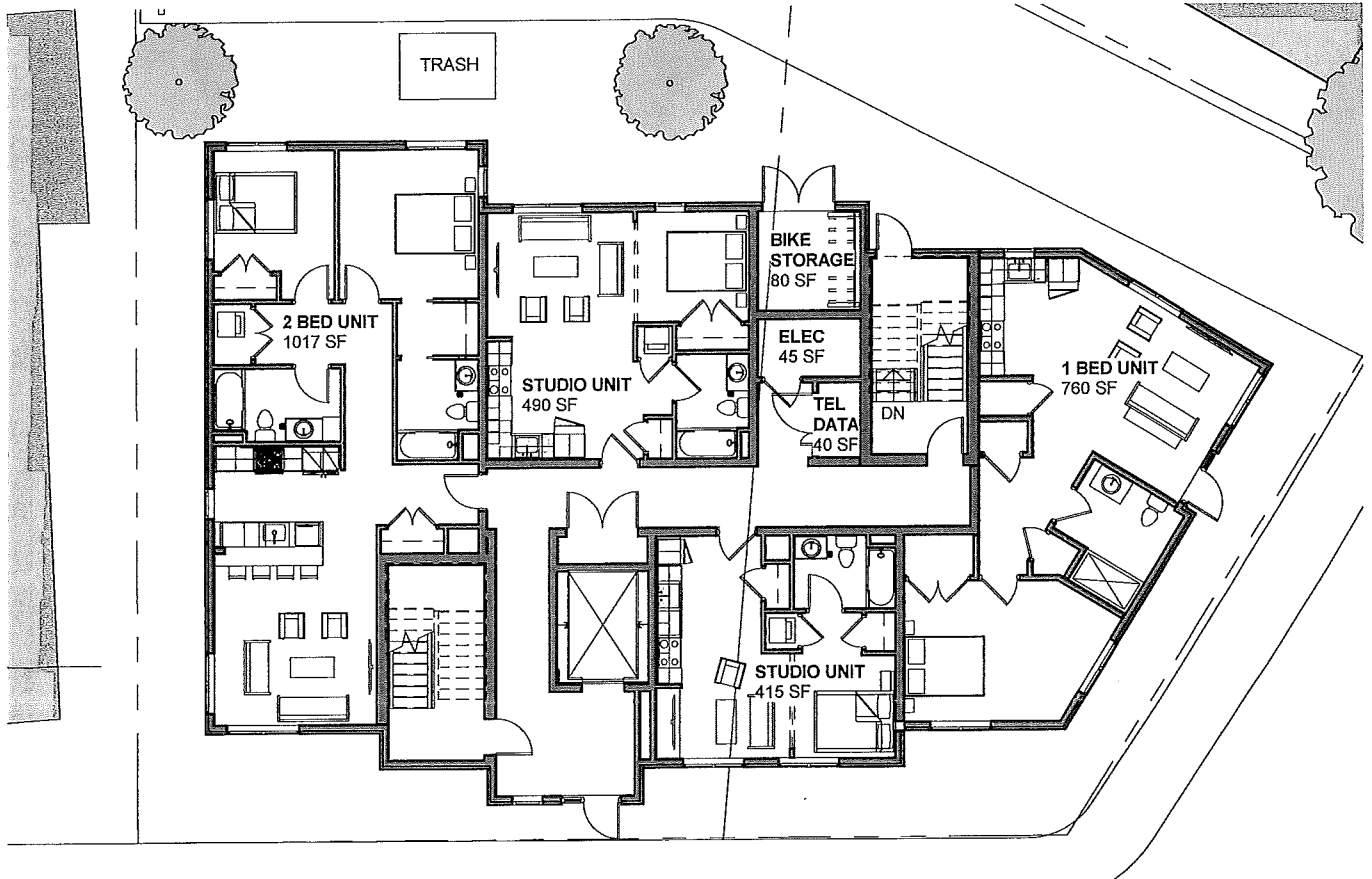 TRASH
BIKE
STORAGE
80 SF
2 BED UNIT
1017 SF
ELEC
45 SF
1 BED UNIT
760 SF
STUDIO UNIT
490 SF
TEL
DATA
40 SF
DN
STUDIO UNIT
415 SF